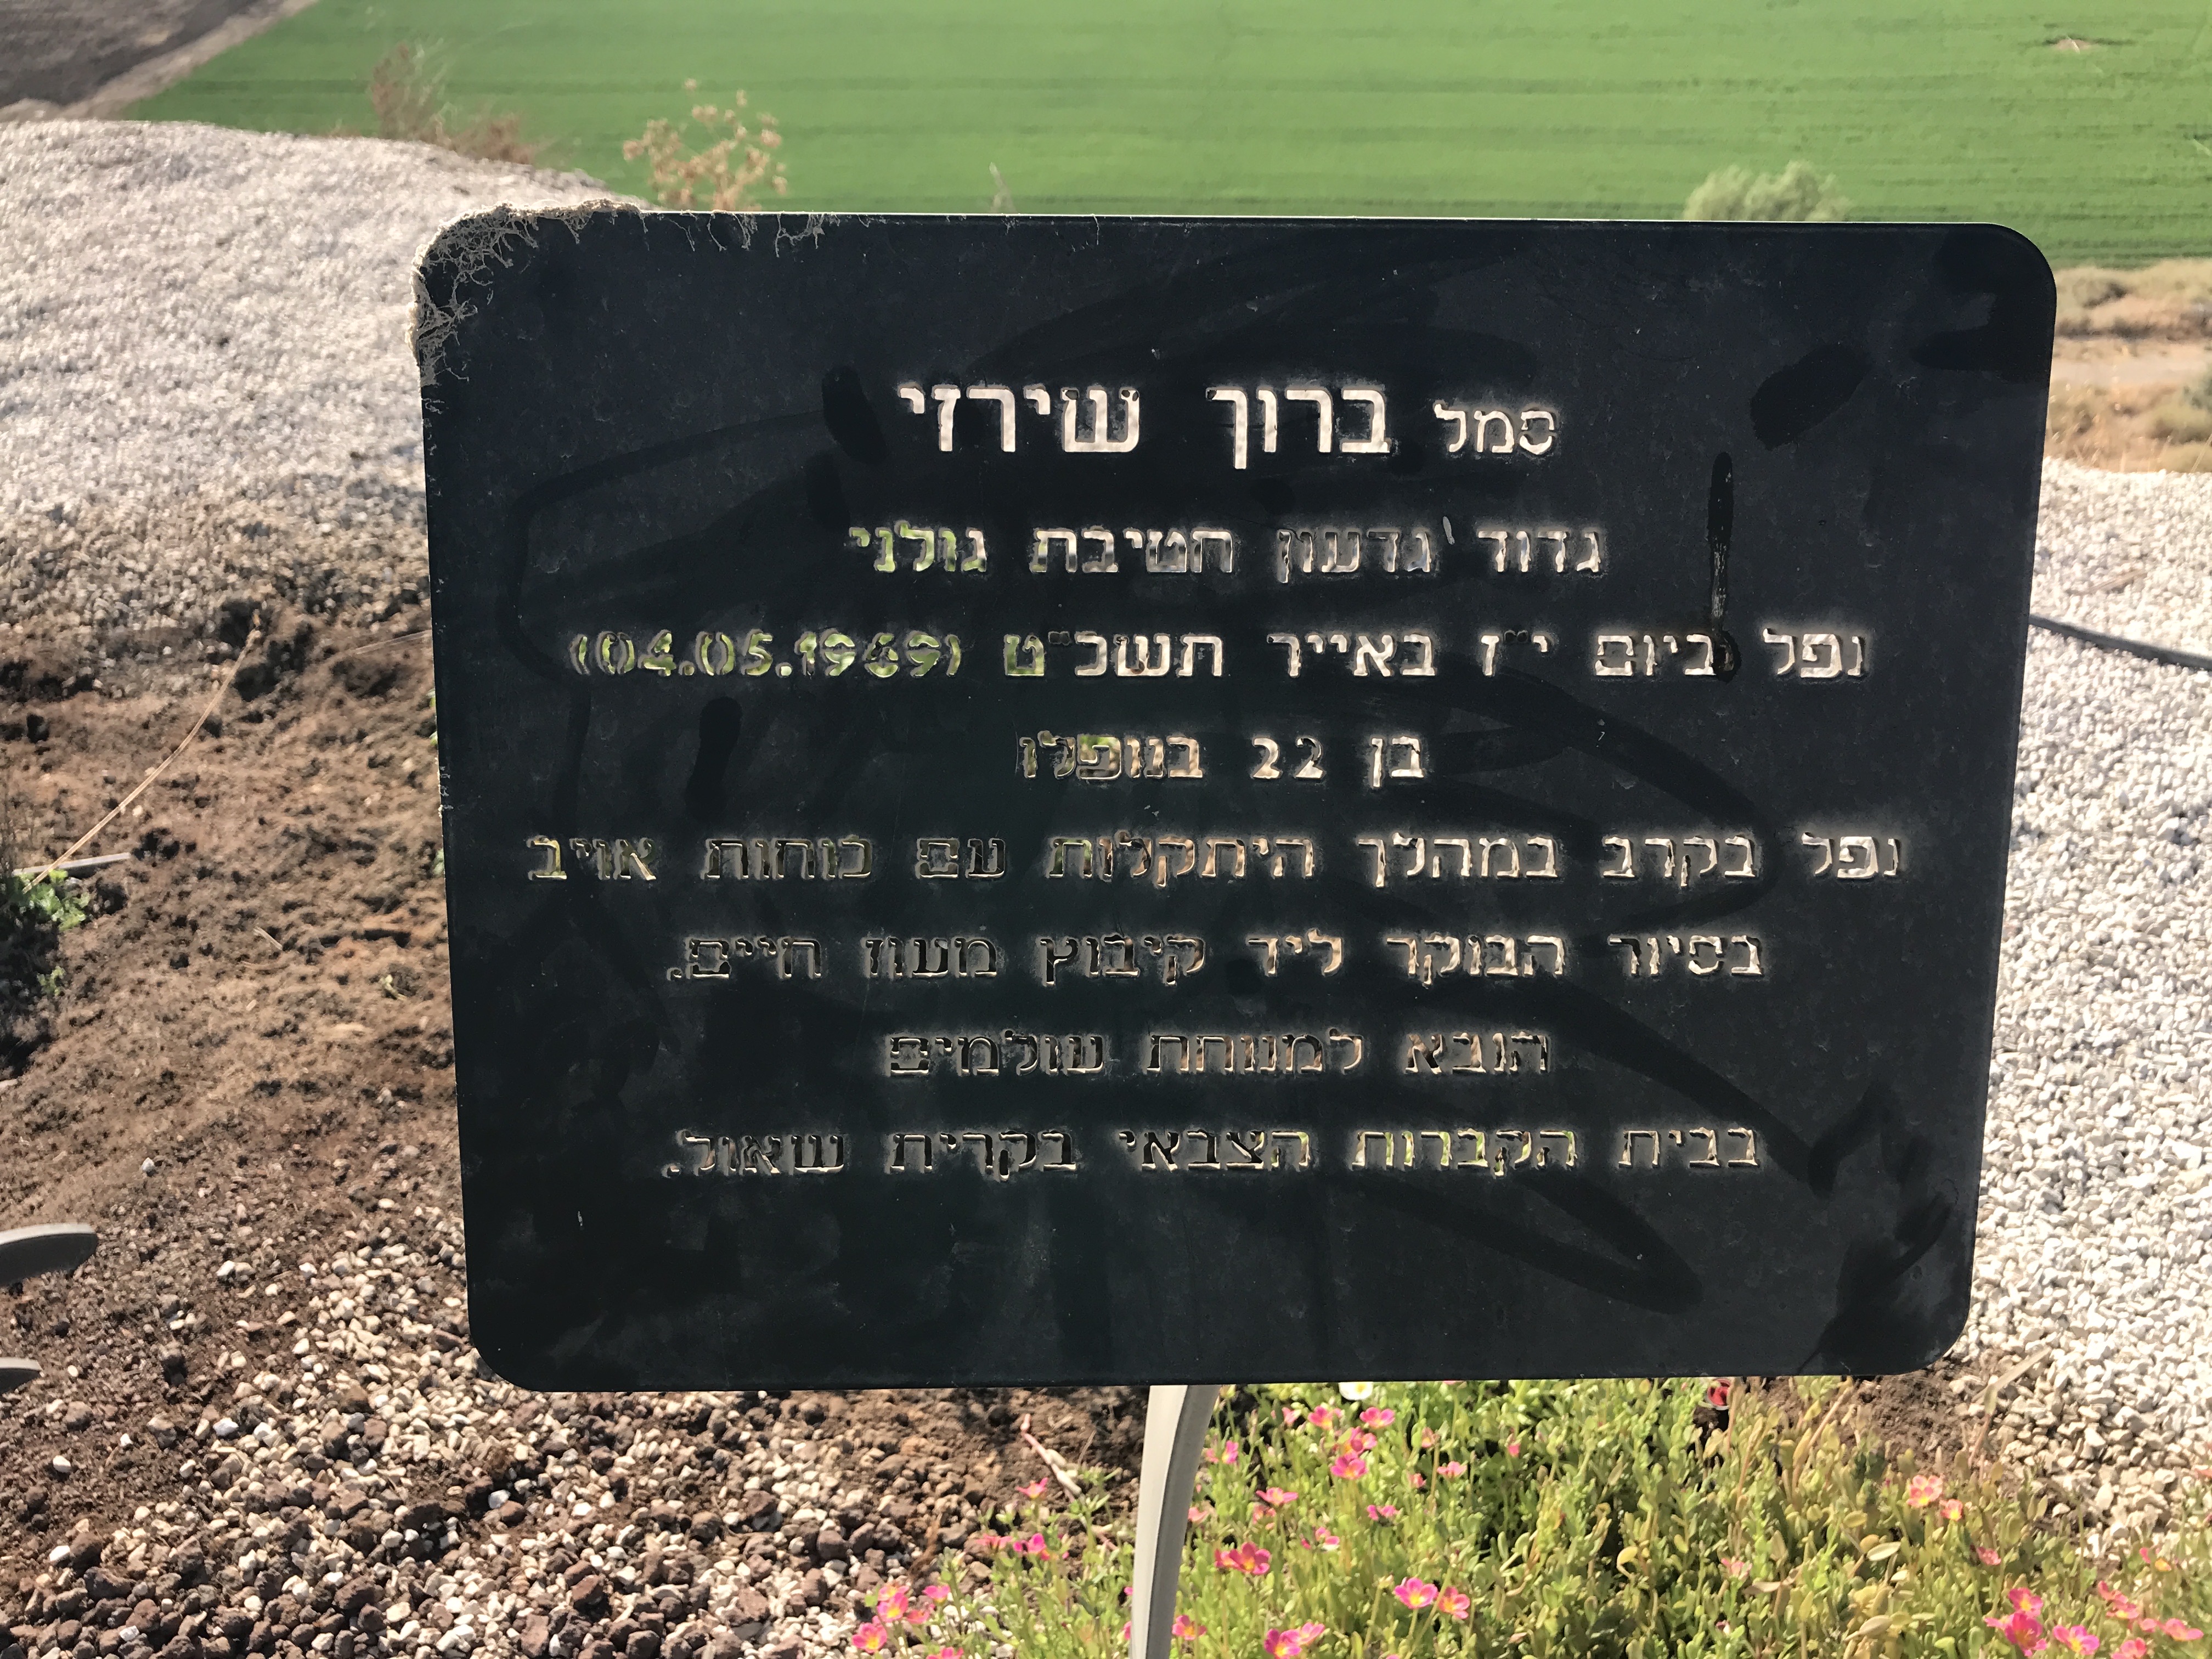 סמל ברוך שירזי
גדוד 'גדעון חטיבת גולני
נפל ביום י"ז באייר תשכ"ט (04.05.1969)
בן 22 בנופלו
נפל בקרב במהלך היתקלות עם כוחות אויב
בסיור הבוקר ליד קיבוץ מעוז חיים.
הובא למנוחת עולמים
בבית הקברות הצבאי בקרית שאול.